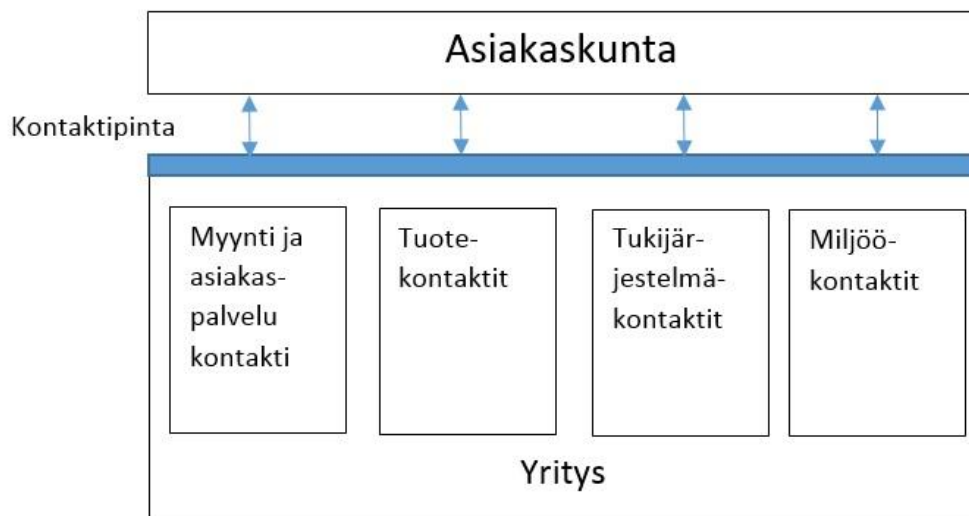 Asiakaskunta
Kontaktipinta
Myynti ja
asiakas-
palvelu
kontakti
Tuote-
kontaktit
Tukijär-
jestelmä-
kontaktit
Miljöö-
kontaktit
Yritys